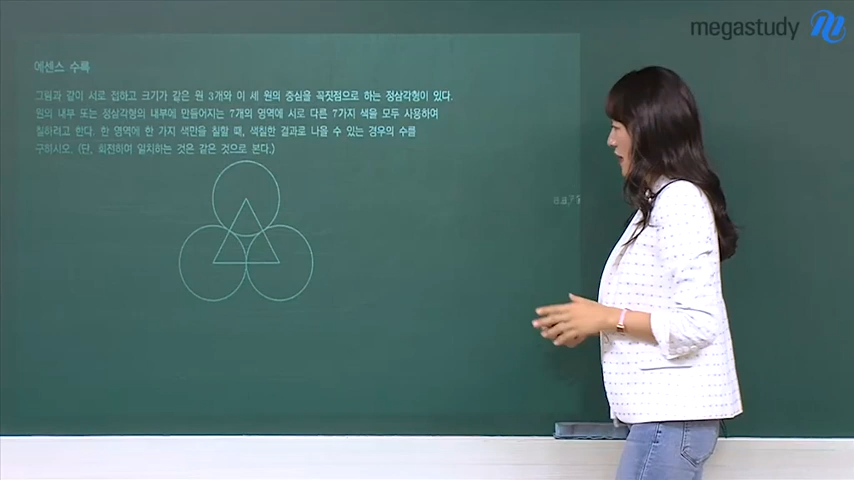 megastudy
에센스 수록
그림과 같이 서로 접하고 크기가 같은 원 3개와 이 세 원의 중심을 꼭짓점으로 하는 정삼각형이 있다.
원의 내부 또는 정삼각형의 내부에 만들어지는 7개의 영역에 서로 다른 7가지 색을 모두 사용하여
칠하려고 한다. 한 영역에 한 가지 색만을 칠할 때, 색칠한 결과로 나올 수 있는 경우의 수를
구하시오. (단, 회전하여 일치하는 것은 같은 것으로 본다.)